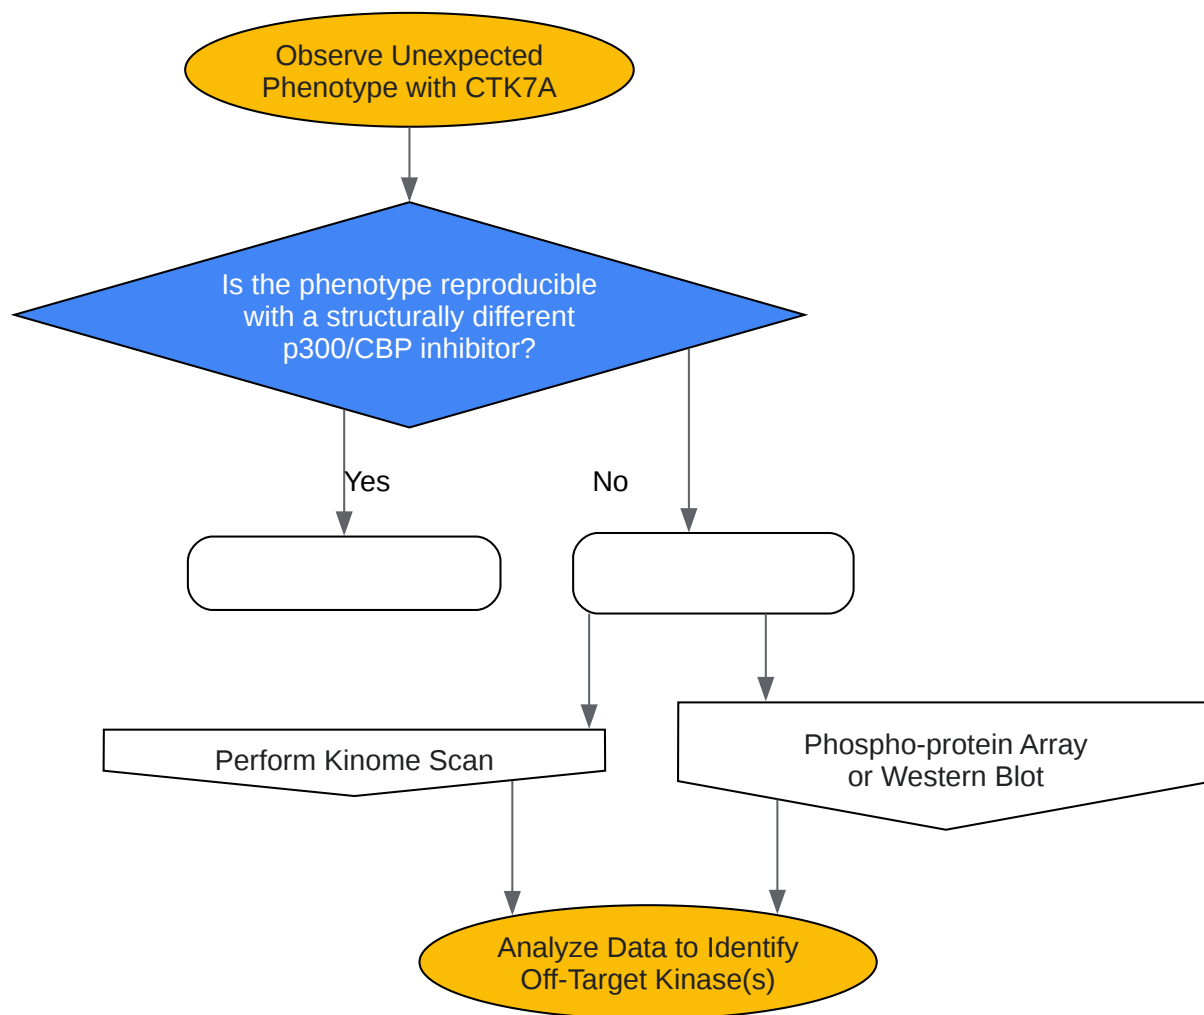 Observe Unexpected
Phenotype with CTK7A
Is the phenotype reproducible
with a structurally different
p300/CBP inhibitor?
Yes
No
Perform Kinome Scan
Phospho-protein Array
or Western Blot
Analyze Data to Identify
Off-Target Kinase(s)